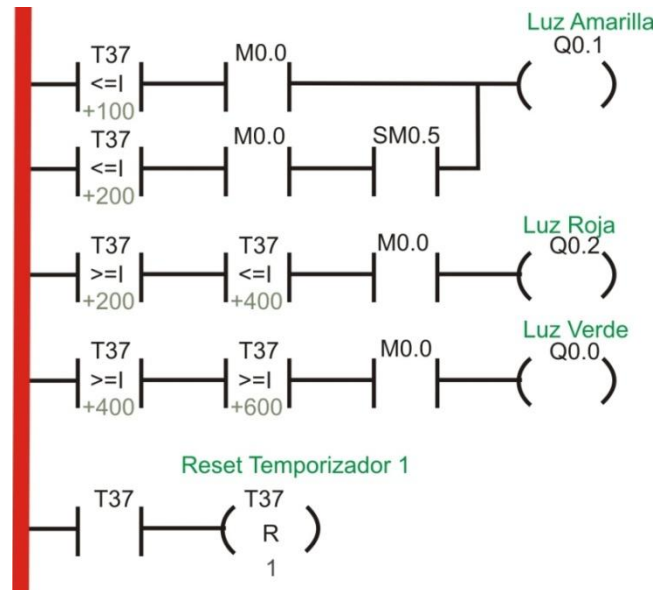 Luz Amarilla
T37 M0.0 Q0.1
<=I
+100
T37 M0.0 SM0.5
<=I
+200
Luz Roja
T37 T37 M0.0 Q0.2
>=I <=I
+200 +400
Luz Verde
T37 T37 M0.0 Q0.0
>=I >=I
+400 +600
Reset Temporizador 1
T37 T37
R
1